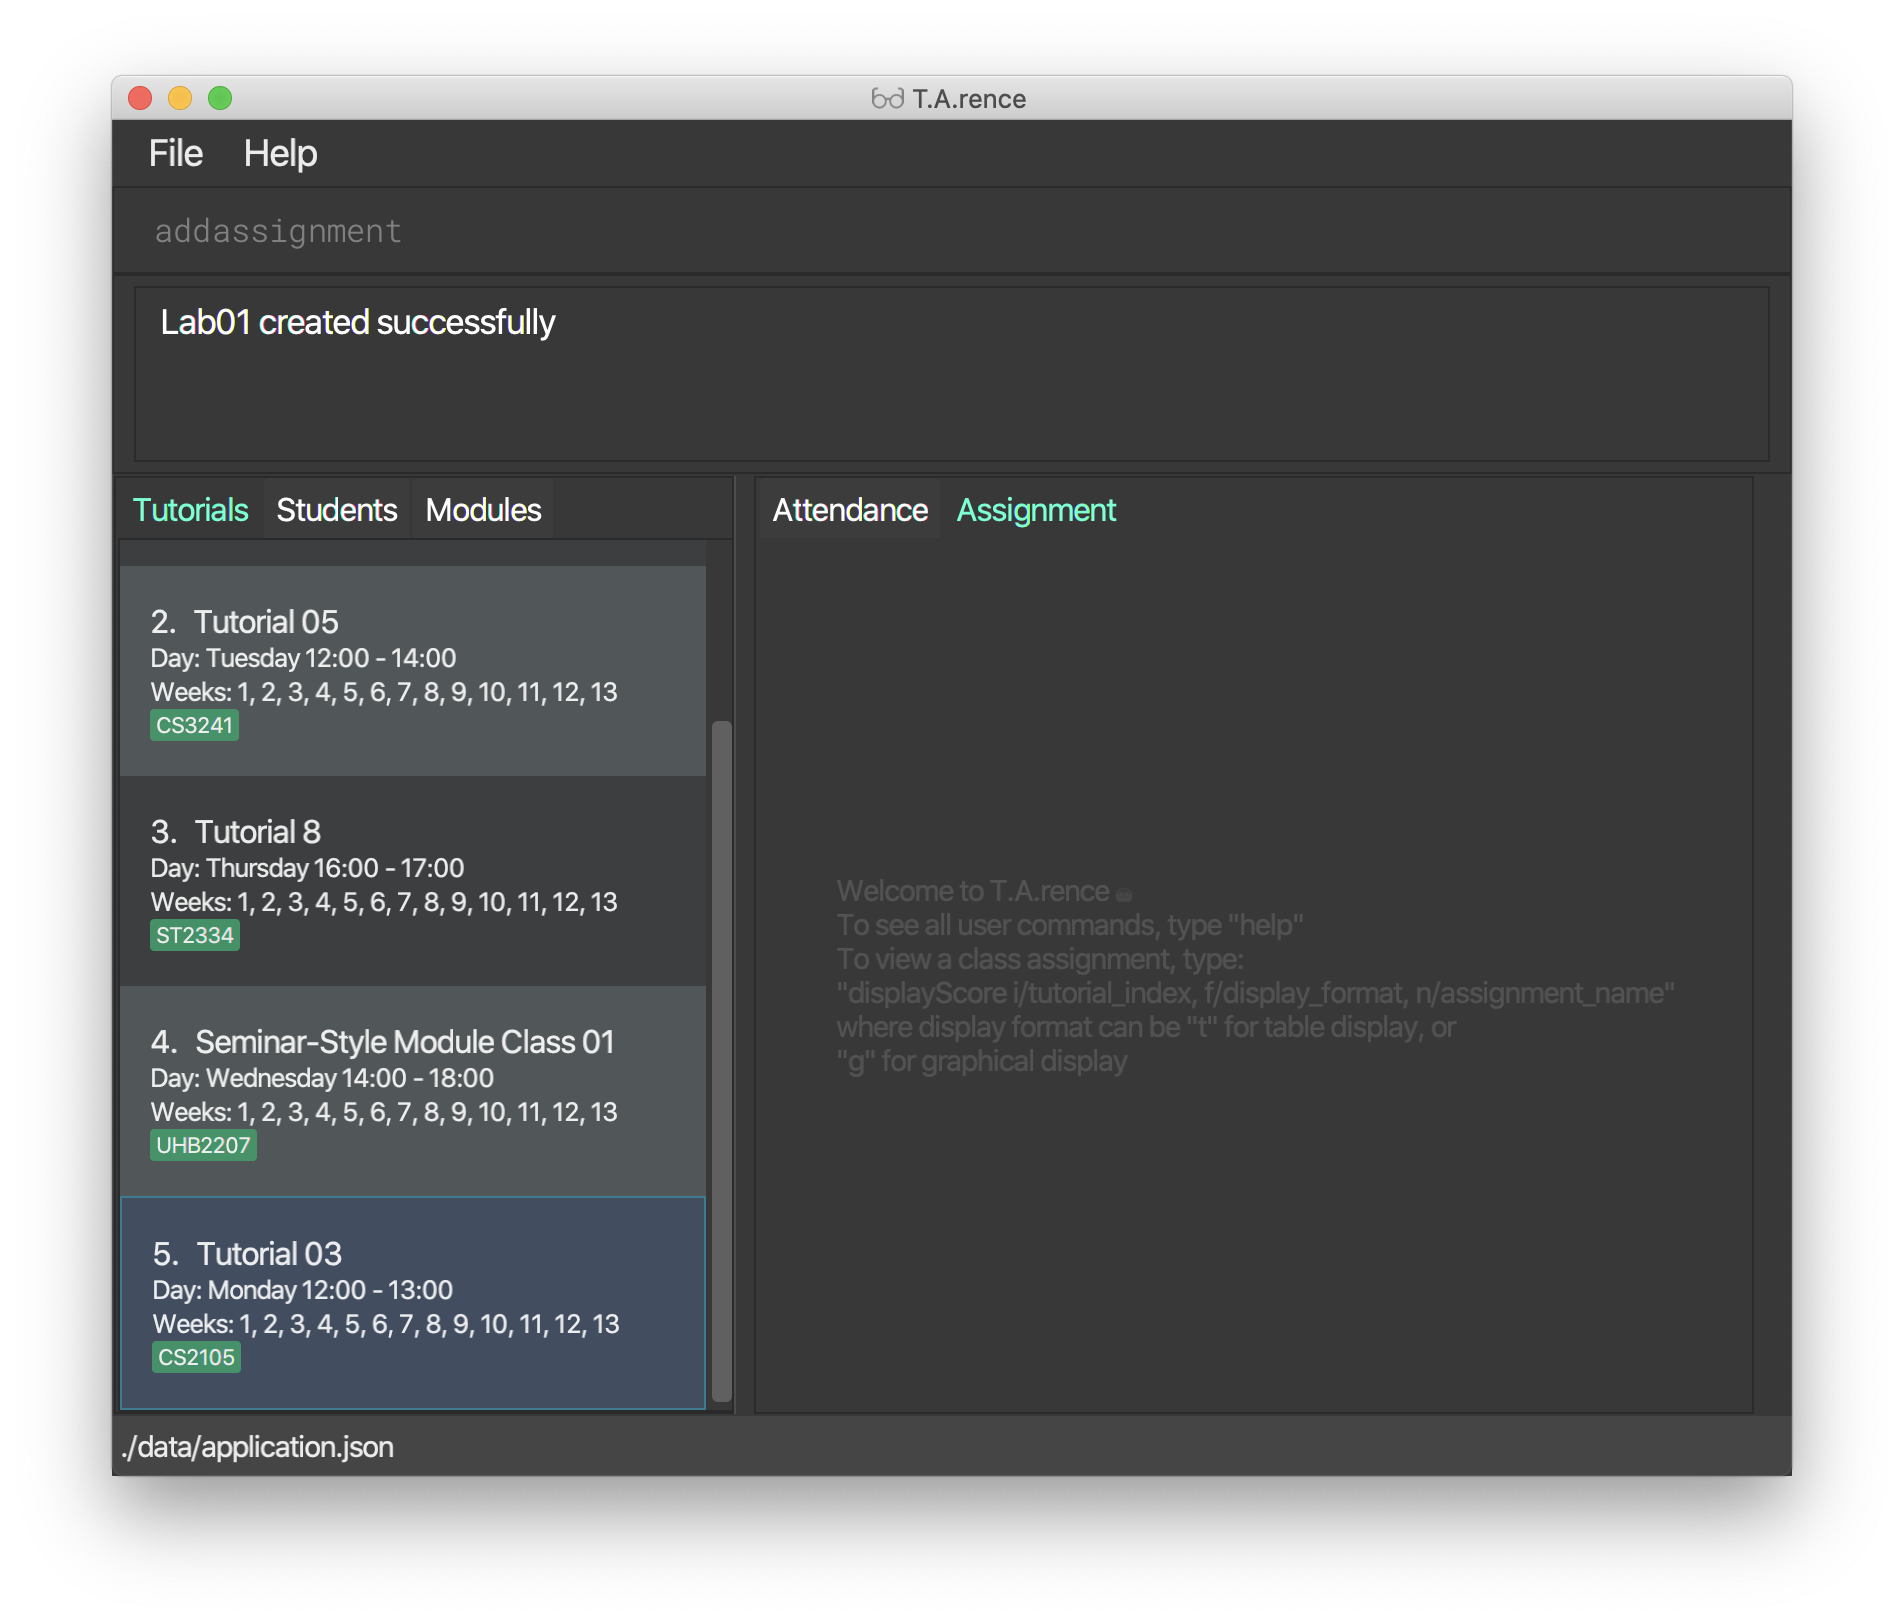 T.A.rence
File Help
addassignment
Lab01 created successfully
Tutorials Students Modules
Attendance Assignment
2. Tutorial 05
Day: Tuesday 12:00 - 14:00
Weeks: 1, 2, 3, 4, 5, 6, 7, 8, 9, 10, 11, 12, 13
CS3241
3. Tutorial 8
Day: Thursday 16:00 - 17:00
Weeks: 1, 2, 3, 4, 5, 6, 7, 8, 9, 10, 11, 12, 13
ST2334
4. Seminar-Style Module Class 01
Day: Wednesday 14:00 - 18:00
Weeks: 1, 2, 3, 4, 5, 6, 7, 8, 9, 10, 11, 12, 13
UHB2207
5. Tutorial 03
Day: Monday 12:00 - 13:00
Weeks: 1, 2, 3, 4, 5, 6, 7, 8, 9, 10, 11, 12, 13
CS2105
Welcome to T.A.rence
To see all user commands, type "help"
To view a class assignment, type:
"displayScore i/tutorial_index, f/display_format, n/assignment_name"
where display format can be "t" for table display, or
"g" for graphical display
./data/application.json